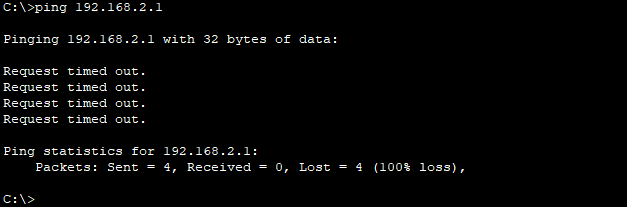 C:\>ping 192.168.2.1
Pinging 192.168.2.1 with 32 bytes of data:
Request timed out.
Request timed out.
Request timed out.
Request timed out.
Ping statistics for 192.168.2.1:
    Packets: Sent = 4, Received = 0, Lost = 4 (100% loss),
C:\>